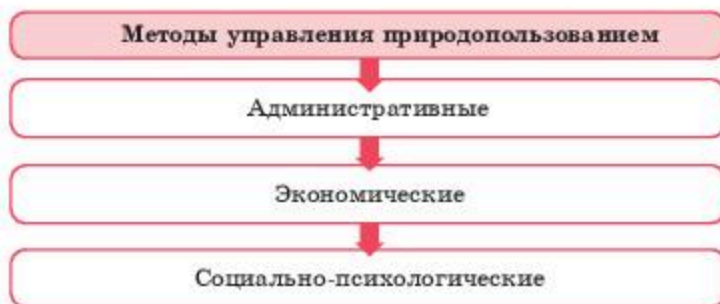 Методы управления природопользованием
Административные
Экономические
Социально-психологические